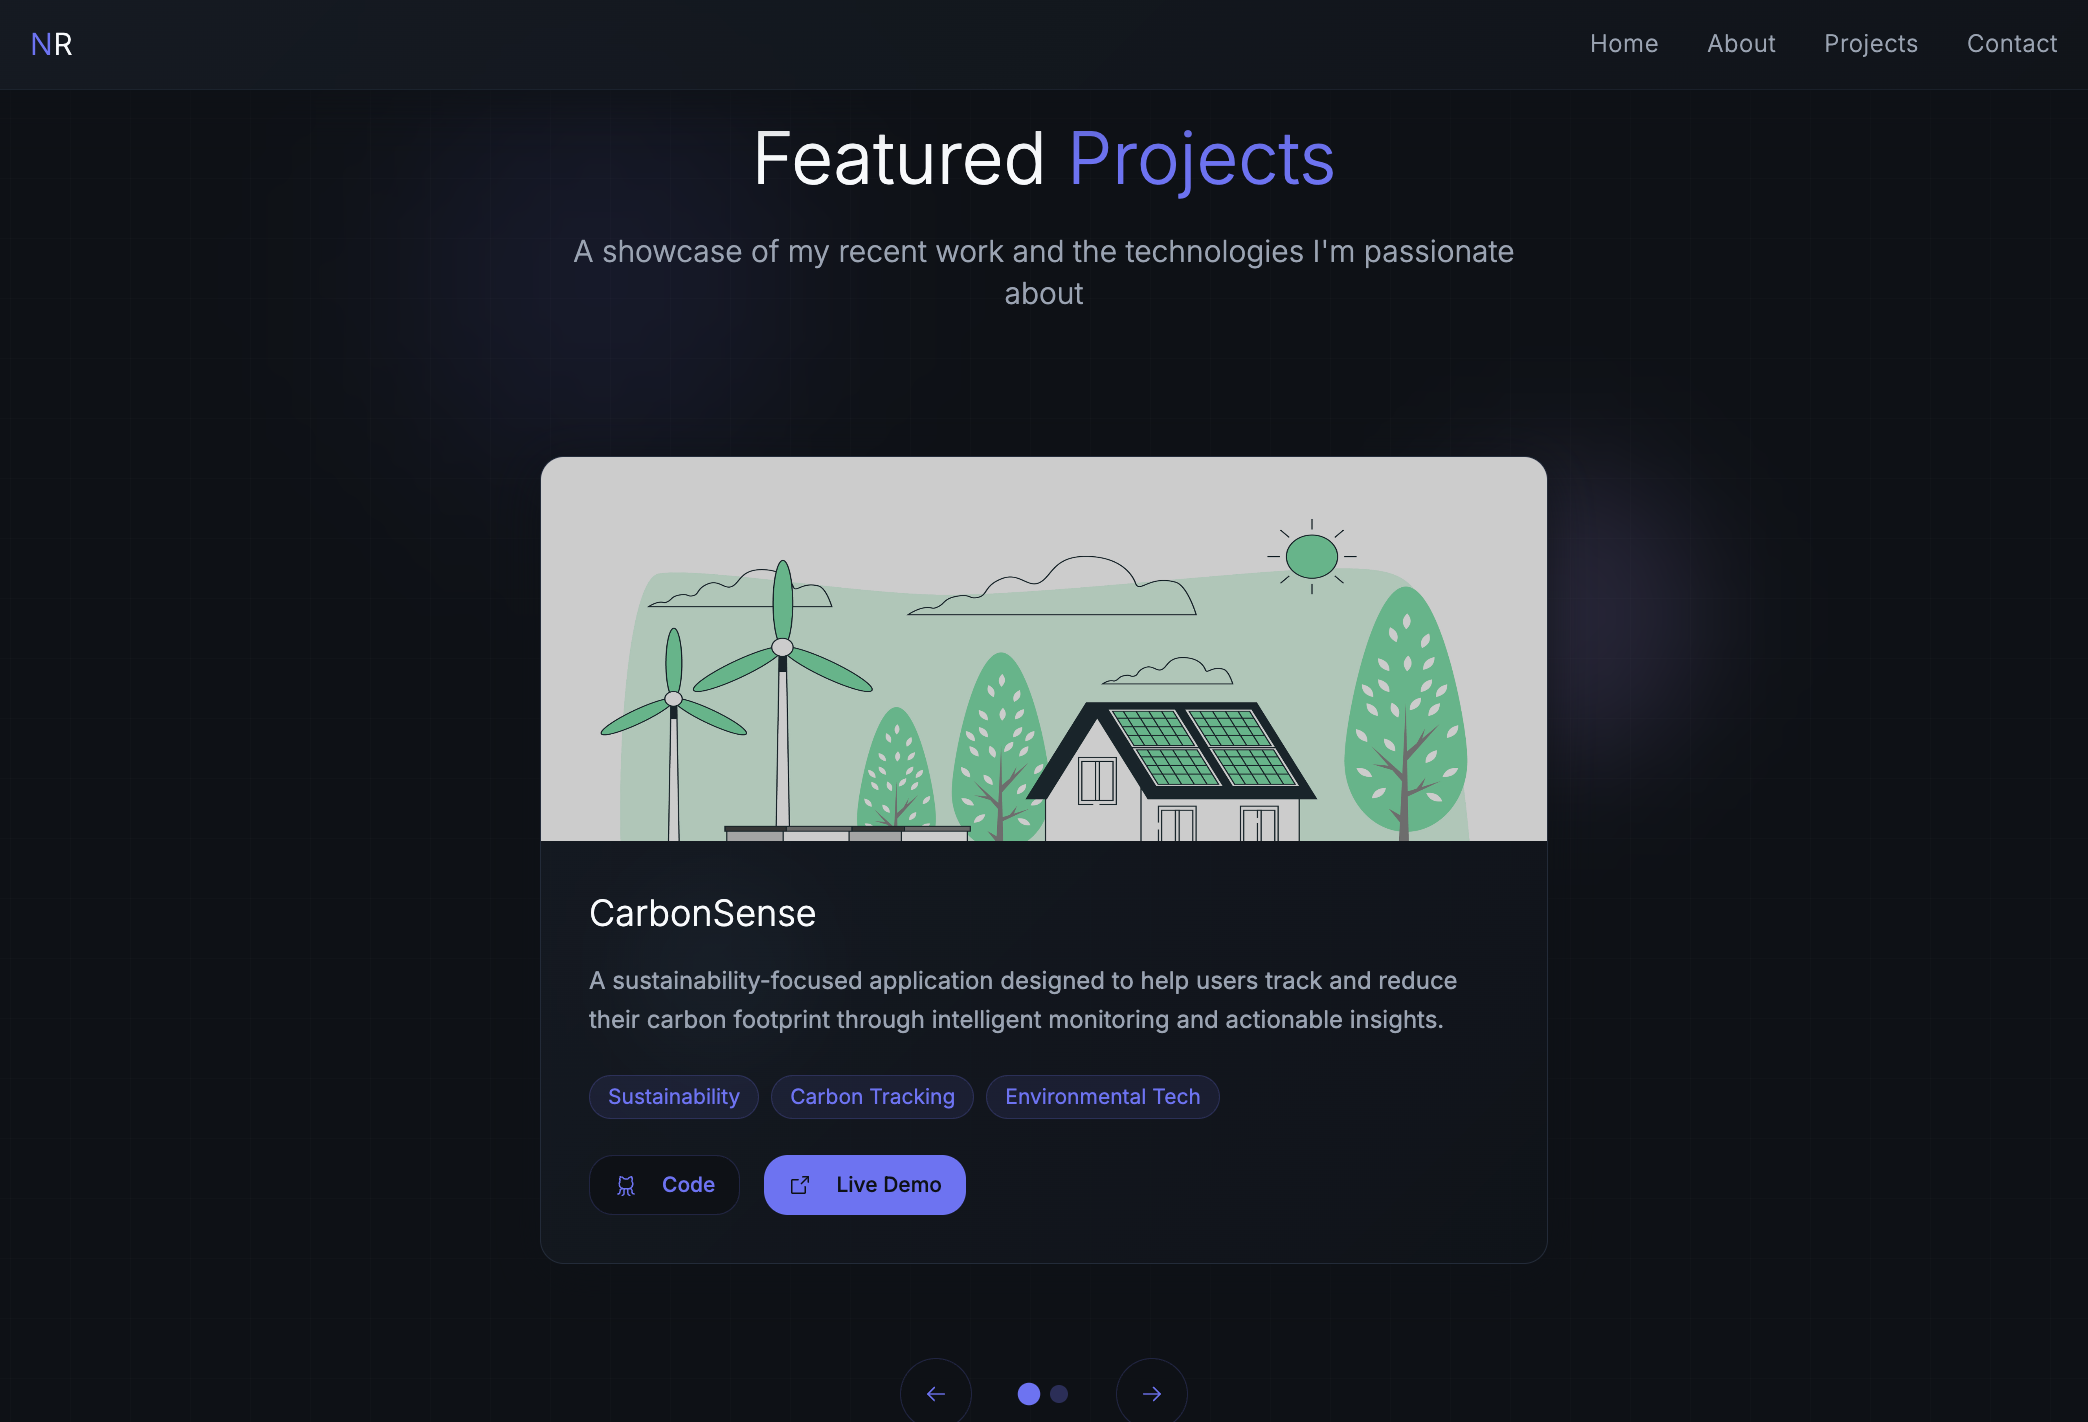 NR
Home
About
Projects
Contact
Featured Projects
A showcase of my recent work and the technologies I'm passionate
about
CarbonSense
A sustainability-focused application designed to help users track and reduce
their carbon footprint through intelligent monitoring and actionable insights.
Sustainability
Carbon Tracking
Environmental Tech
Code
Live Demo